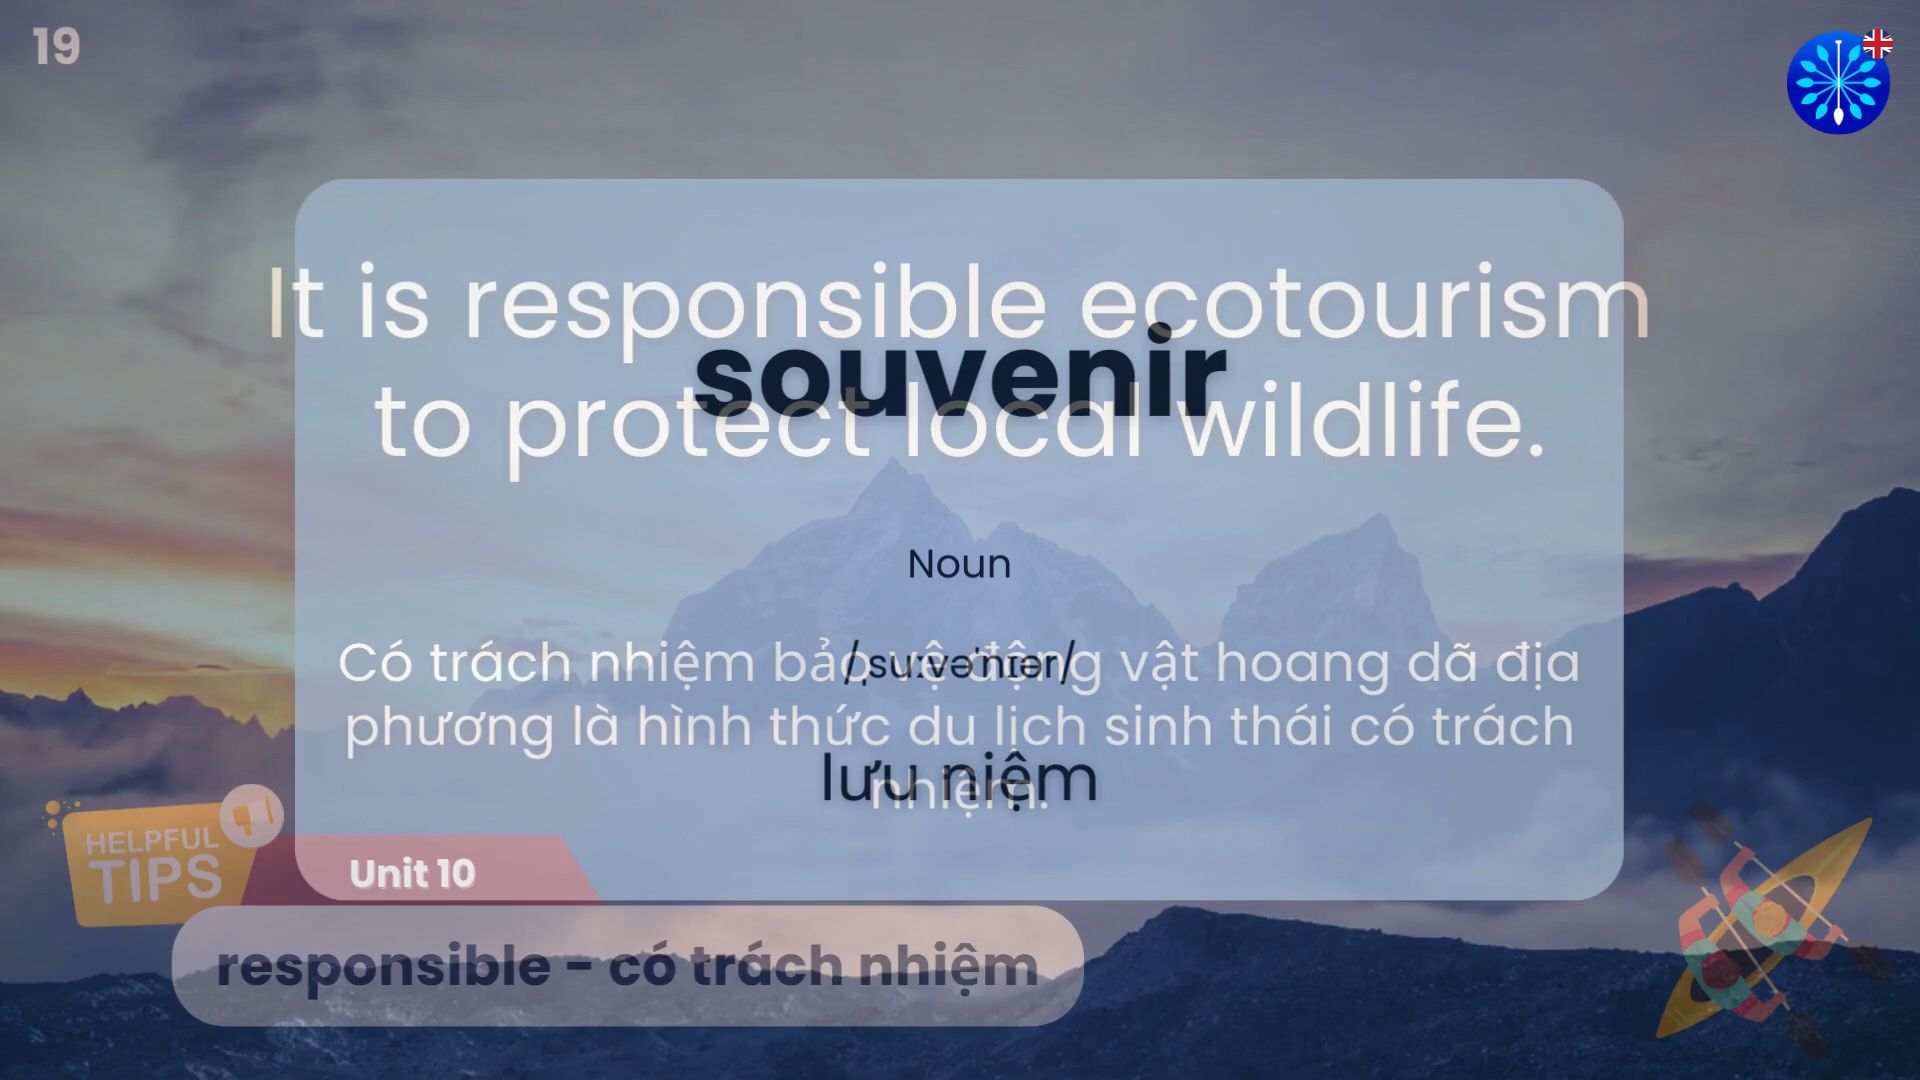 19
It is responsible ecotourism
to protect local wildlife.
souvenir
Noun
/ˌsuːvəˈnɪər/
Có trách nhiệm bảo vệ động vật hoang dã địa
phương là hình thức du lịch sinh thái có trách
nhiệm.
lưu niệm
HELPFUL
TIPS
Unit 10
responsible - có trách nhiệm